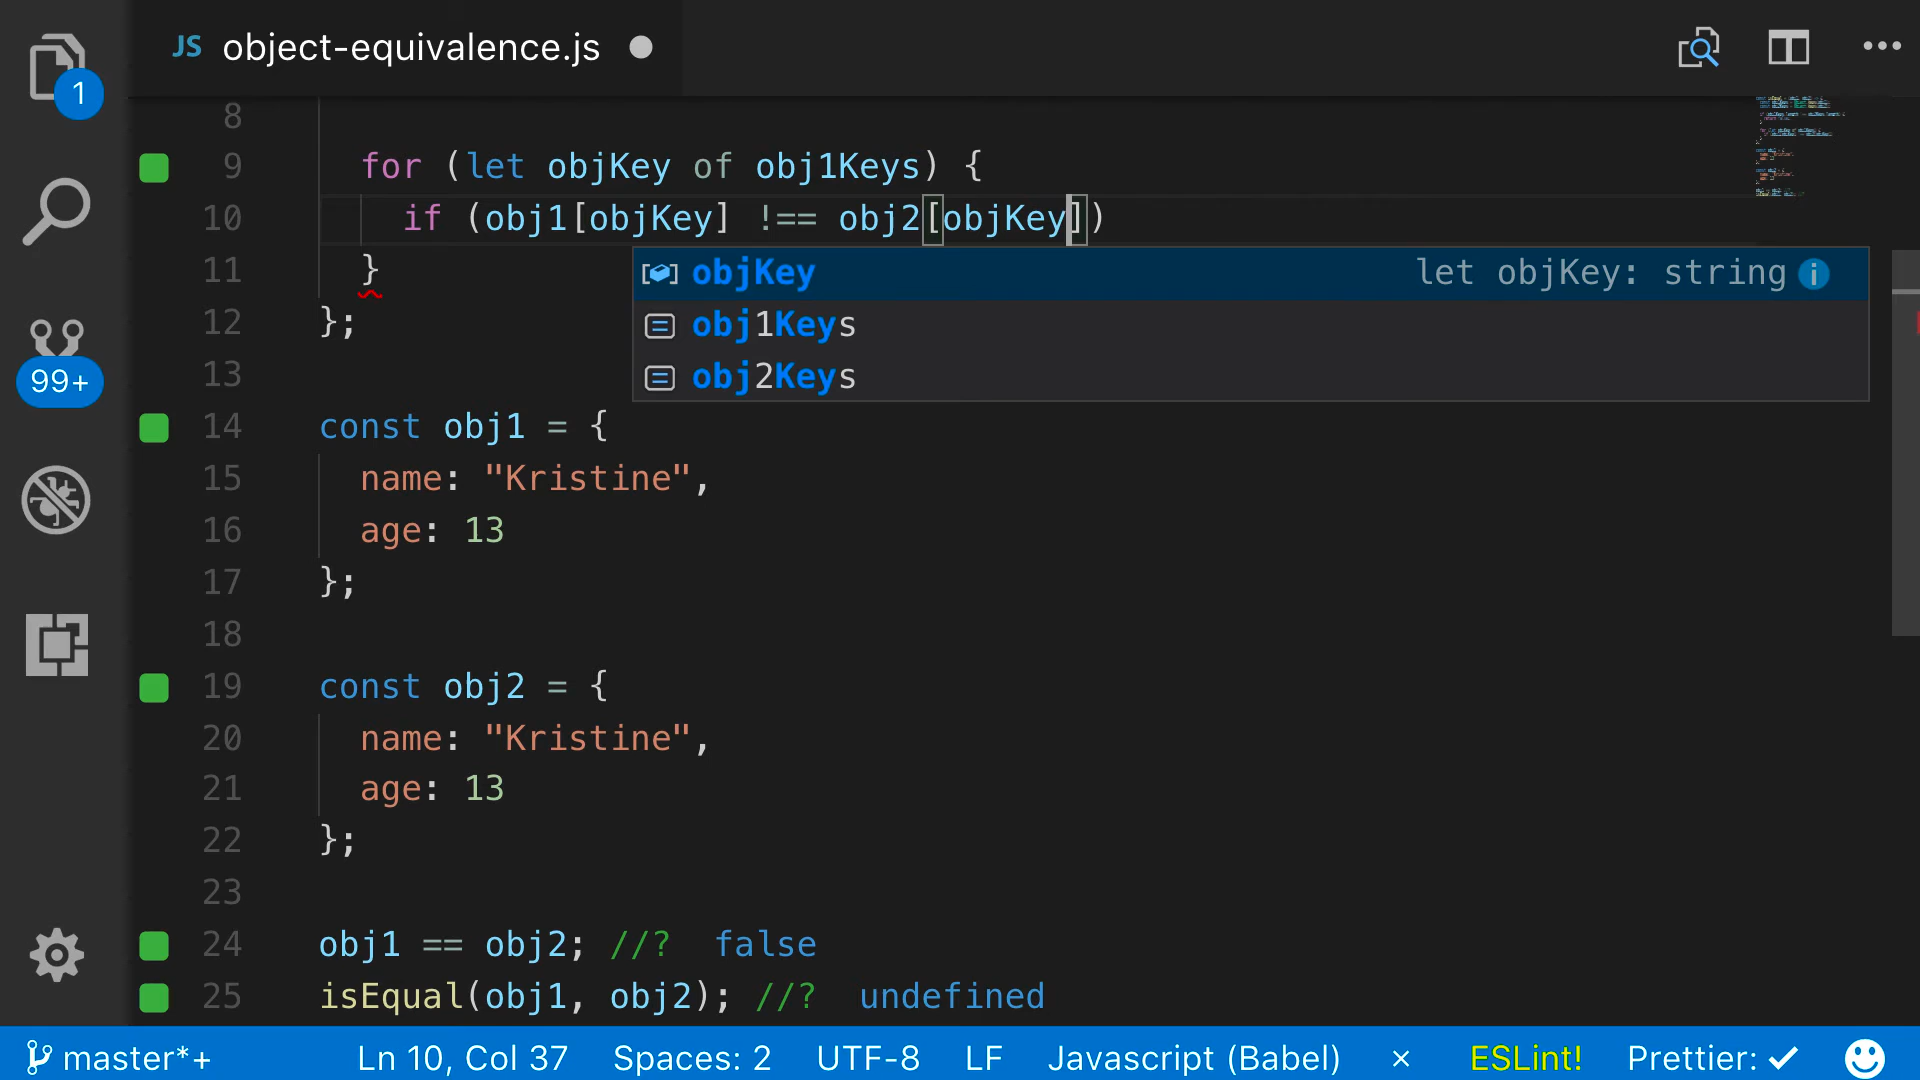 JS object-equivalence.js
1
8
9 for (let objKey of obj1Keys) {
10 if (obj1[objKey] !== obj2[objKey])
objKey let objKey: string
11 }
obj1Keys
12 };
obj2Keys
13
99+
14 const obj1 = {
15 name: "Kristine",
16 age: 13
17 };
18
19 const obj2 = {
20 name: "Kristine",
21 age: 13
22 };
23
24 obj1 == obj2; //? false
25 isEqual(obj1, obj2); //? undefined
master*+ Ln 10, Col 37 Spaces: 2 UTF-8 LF Javascript (Babel) × ESLint! Prettier: ✓